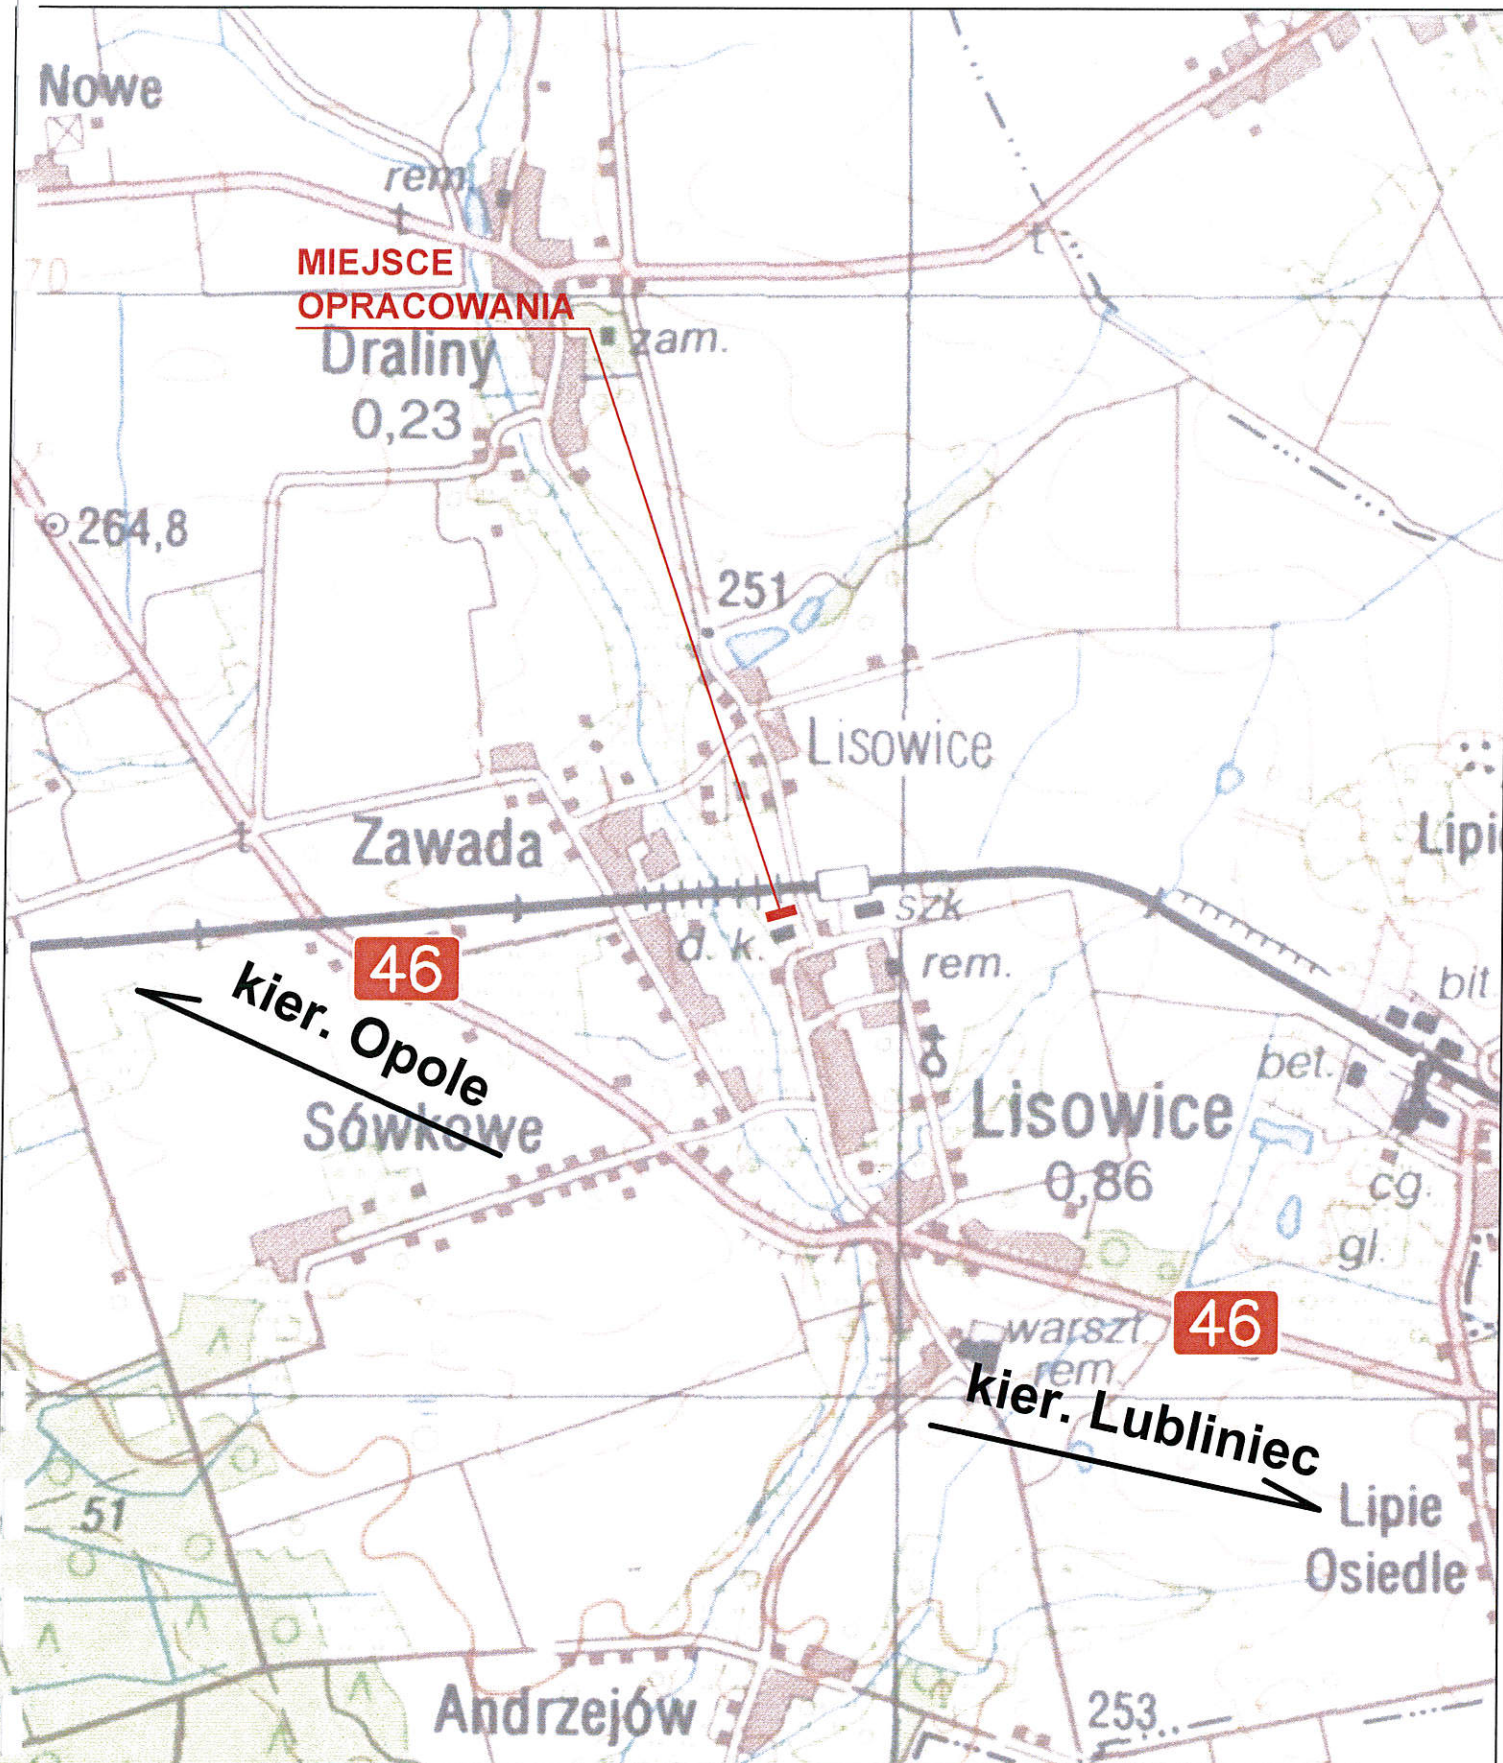 Nowe
rem
t
MIEJSCE
OPRACOWANIA
t
70
Draliny
zam.
0,23
264,8
251
Lisowice
t
Zawada
Lipi
szk
d. k.
46
rem.
kier. Opole
bit.
bet.
Sówkowe
Lisowice
0,86
cg.
gl.
warszt.
46
rem.
kier. Lubliniec
51
Lipie
Osiedle
Andrzejów
253